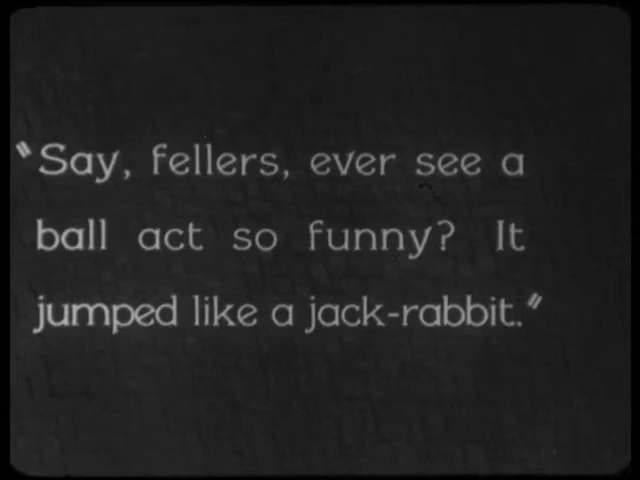 "Say, fellers, ever see a
ball act so funny? It
jumped like a jack-rabbit."